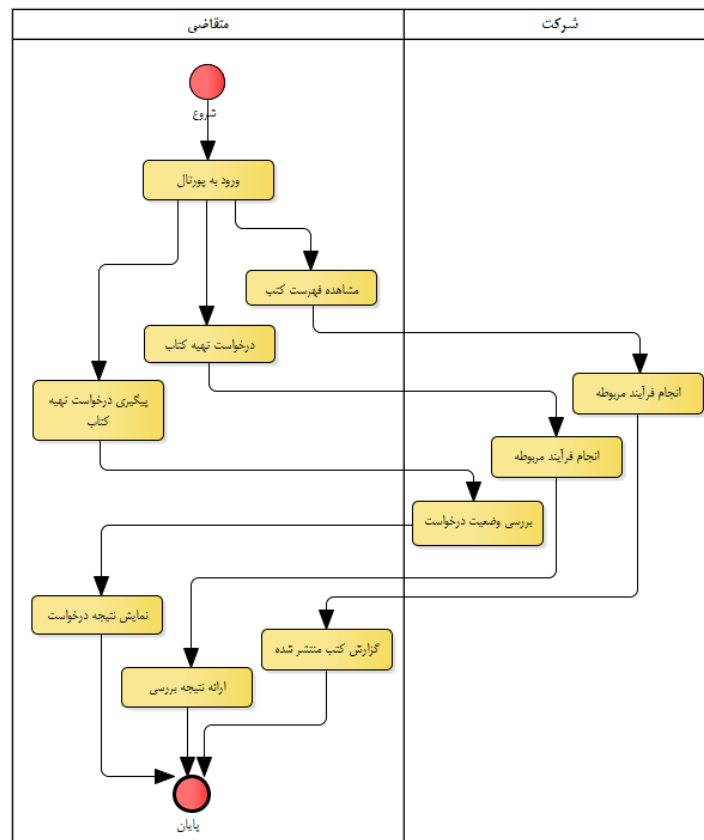 متقاضی
شرکت
شروع
ورود به پورتال
مشاهده فهرست کتب
درخواست تهیه کتاب
پیگیری درخواست تهیه
کتاب
انجام فرآیند مربوطه
انجام فرآیند مربوطه
بررسی وضعیت درخواست
نمایش نتیجه درخواست
گزارش کتب منتشر شده
ارائه نتیجه بررسی
پایان